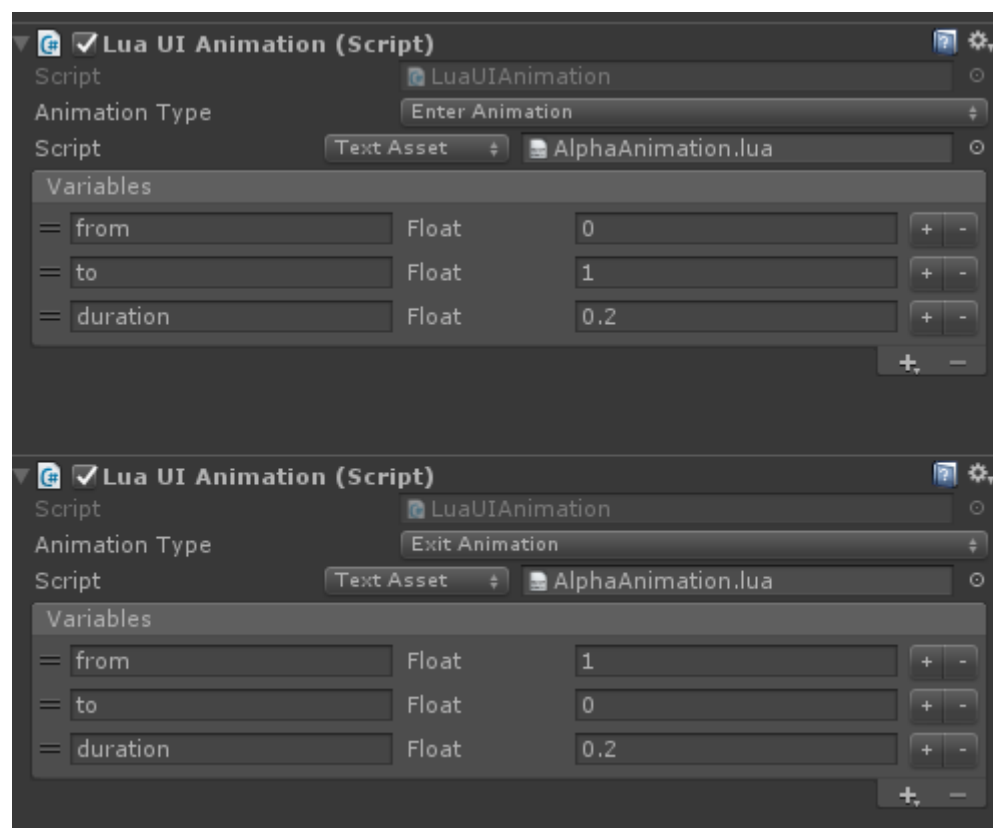 Lua UI Animation (Script)
Script LuaUIAnimation
Animation Type Enter Animation
Script Text Asset AlphaAnimation.lua
Variables
from Float 0 + -
to Float 1 + -
duration Float 0.2 + -
+ −
Lua UI Animation (Script)
Script LuaUIAnimation
Animation Type Exit Animation
Script Text Asset AlphaAnimation.lua
Variables
from Float 1 + -
to Float 0 + -
duration Float 0.2 + -
+ −